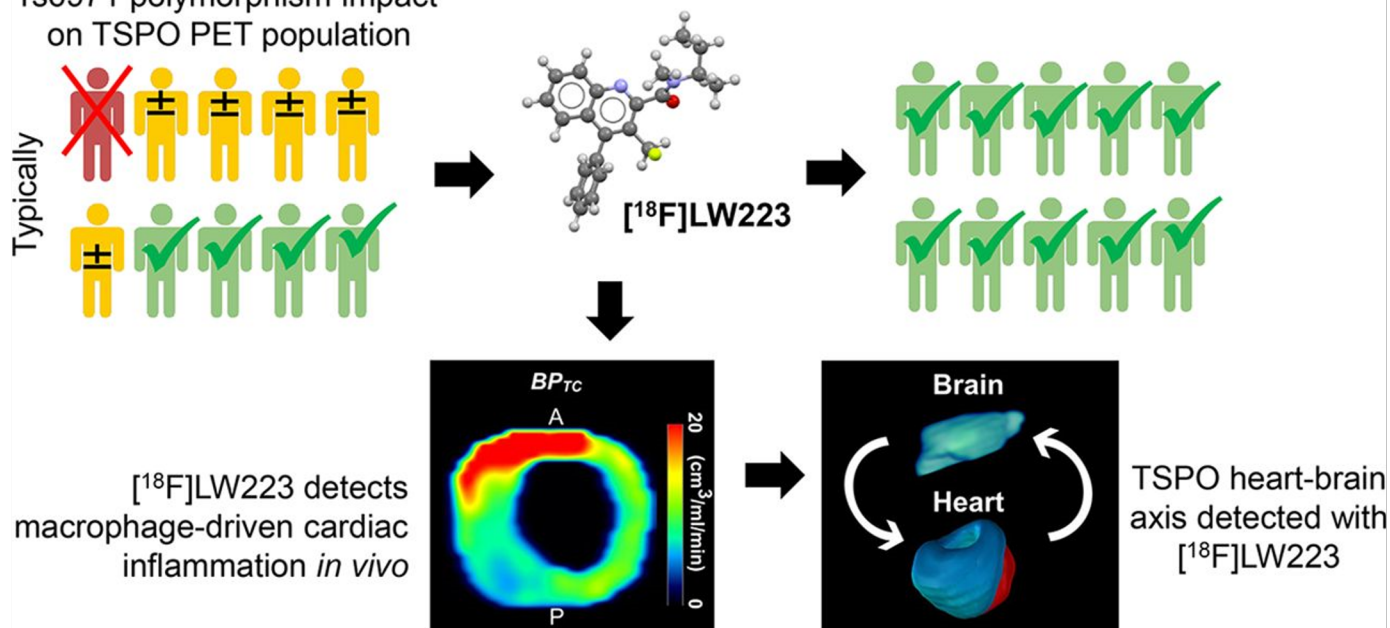 on TSPO PET population
Typically
[¹⁸F]LW223
BP_TC
A
20
(cm³/ml/min)
0
P
[¹⁸F]LW223 detects
macrophage-driven cardiac
inflammation in vivo
Brain
Heart
TSPO heart-brain
axis detected with
[¹⁸F]LW223